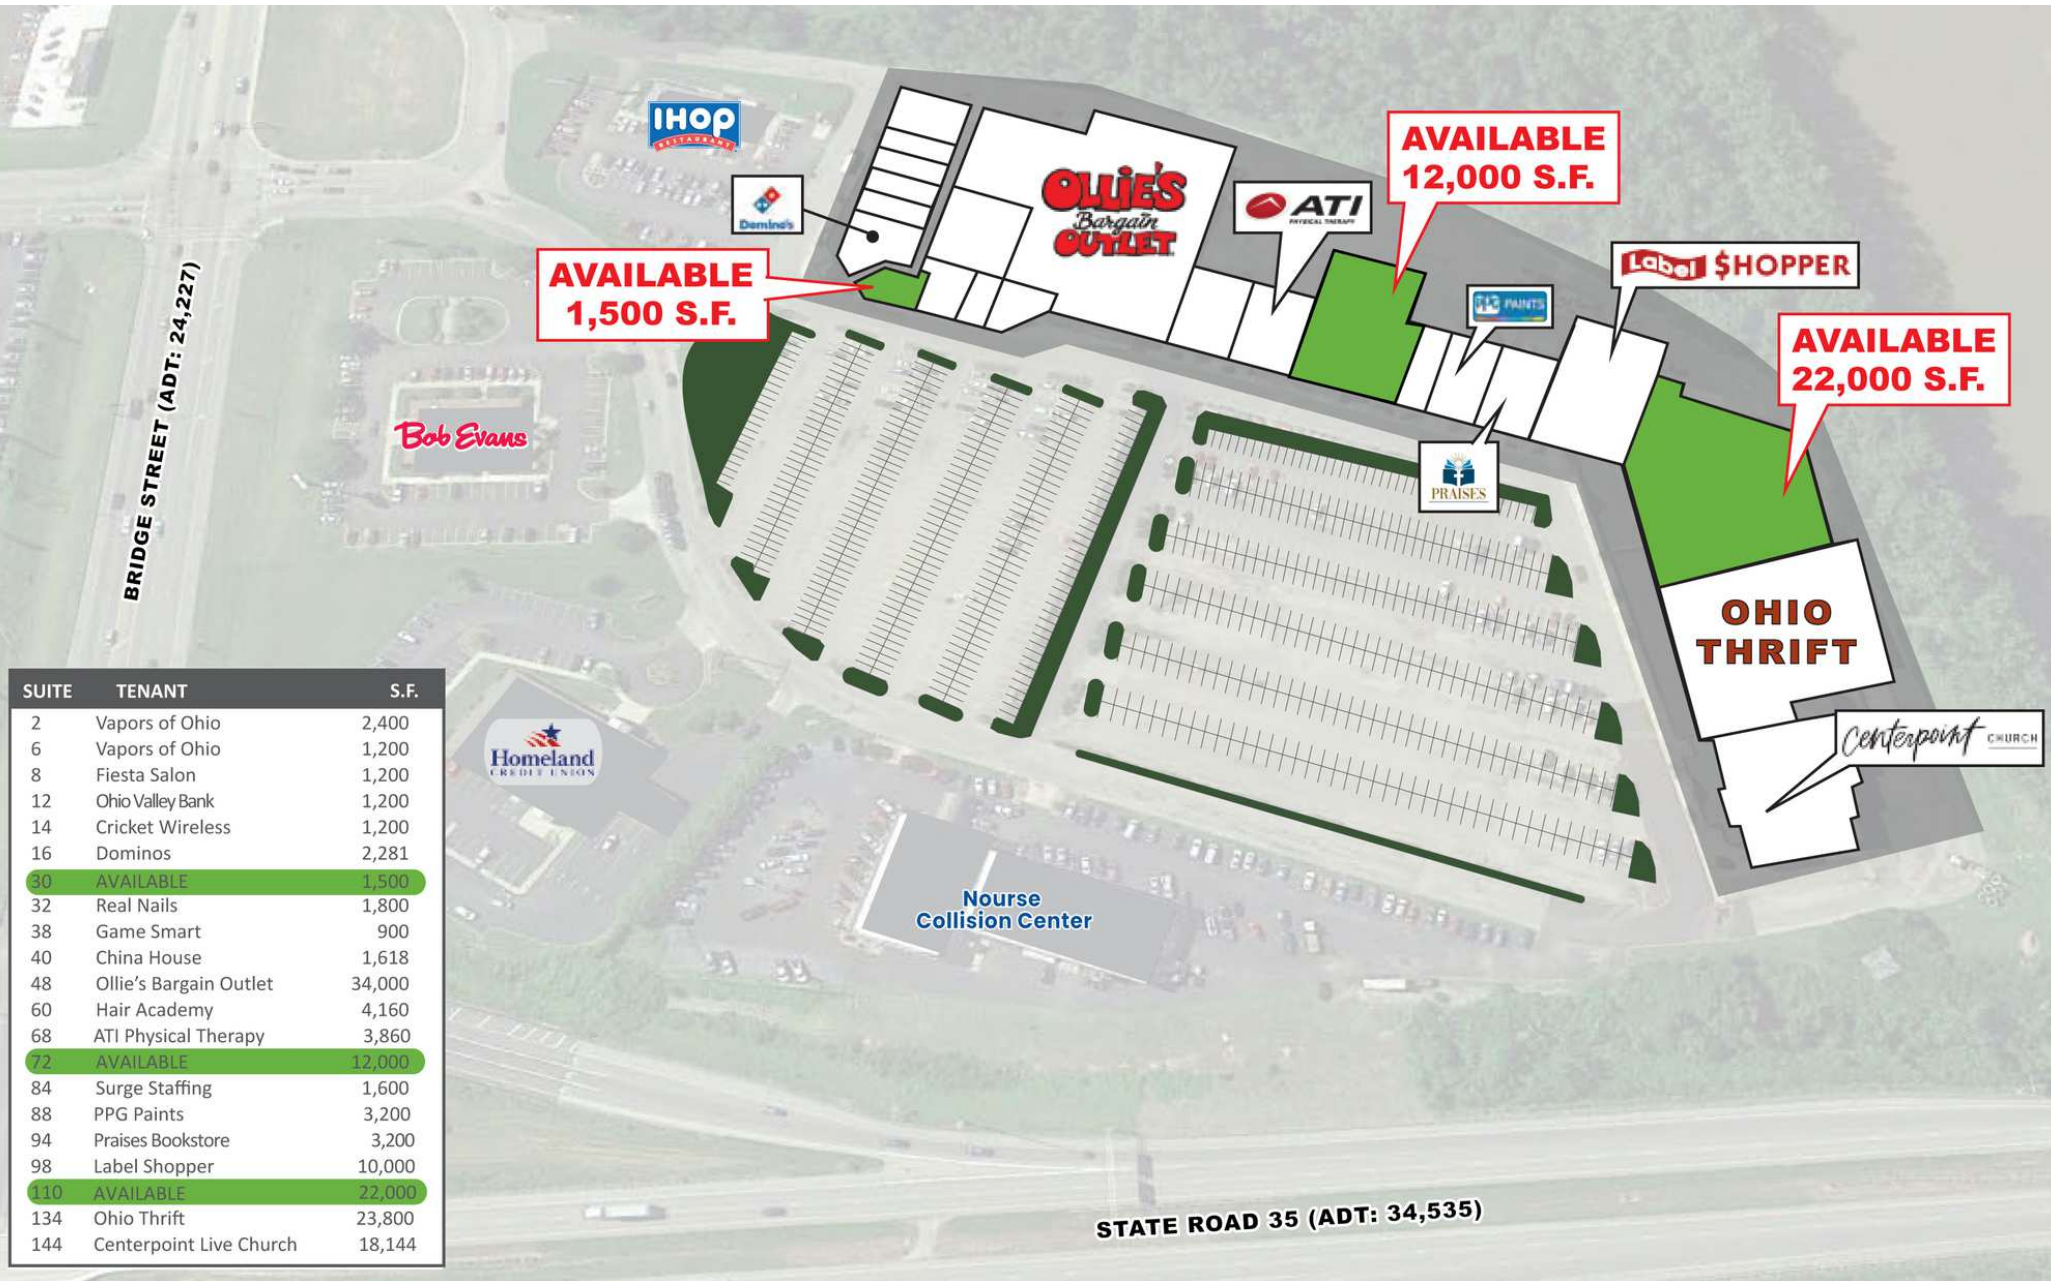 IHOP
RESTAURANT
Domino's
AVAILABLE
1,500 S.F.
OLLIE'S
Bargain
OUTLET
ATI
PHYSICAL THERAPY
AVAILABLE
12,000 S.F.
PPG PAINTS
Label $HOPPER
AVAILABLE
22,000 S.F.
BRIDGE STREET (ADT: 24,227)
Bob Evans
PRAISES
OHIO
THRIFT
centerpoint CHURCH
Homeland
CREDIT UNION
Nourse
Collision Center
STATE ROAD 35 (ADT: 34,535)
SUITE TENANT S.F.
2 Vapors of Ohio 2,400
6 Vapors of Ohio 1,200
8 Fiesta Salon 1,200
12 Ohio Valley Bank 1,200
14 Cricket Wireless 1,200
16 Dominos 2,281
30 AVAILABLE 1,500
32 Real Nails 1,800
38 Game Smart 900
40 China House 1,618
48 Ollie's Bargain Outlet 34,000
60 Hair Academy 4,160
68 ATI Physical Therapy 3,860
72 AVAILABLE 12,000
84 Surge Staffing 1,600
88 PPG Paints 3,200
94 Praises Bookstore 3,200
98 Label Shopper 10,000
110 AVAILABLE 22,000
134 Ohio Thrift 23,800
144 Centerpoint Live Church 18,144